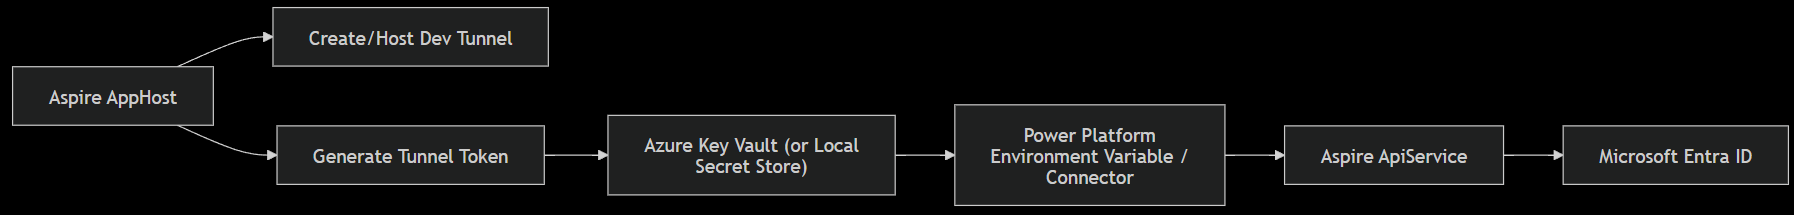 Create/Host Dev Tunnel
Aspire AppHost
Generate Tunnel Token
Azure Key Vault (or Local
Secret Store)
Power Platform
Environment Variable /
Connector
Aspire ApiService
Microsoft Entra ID